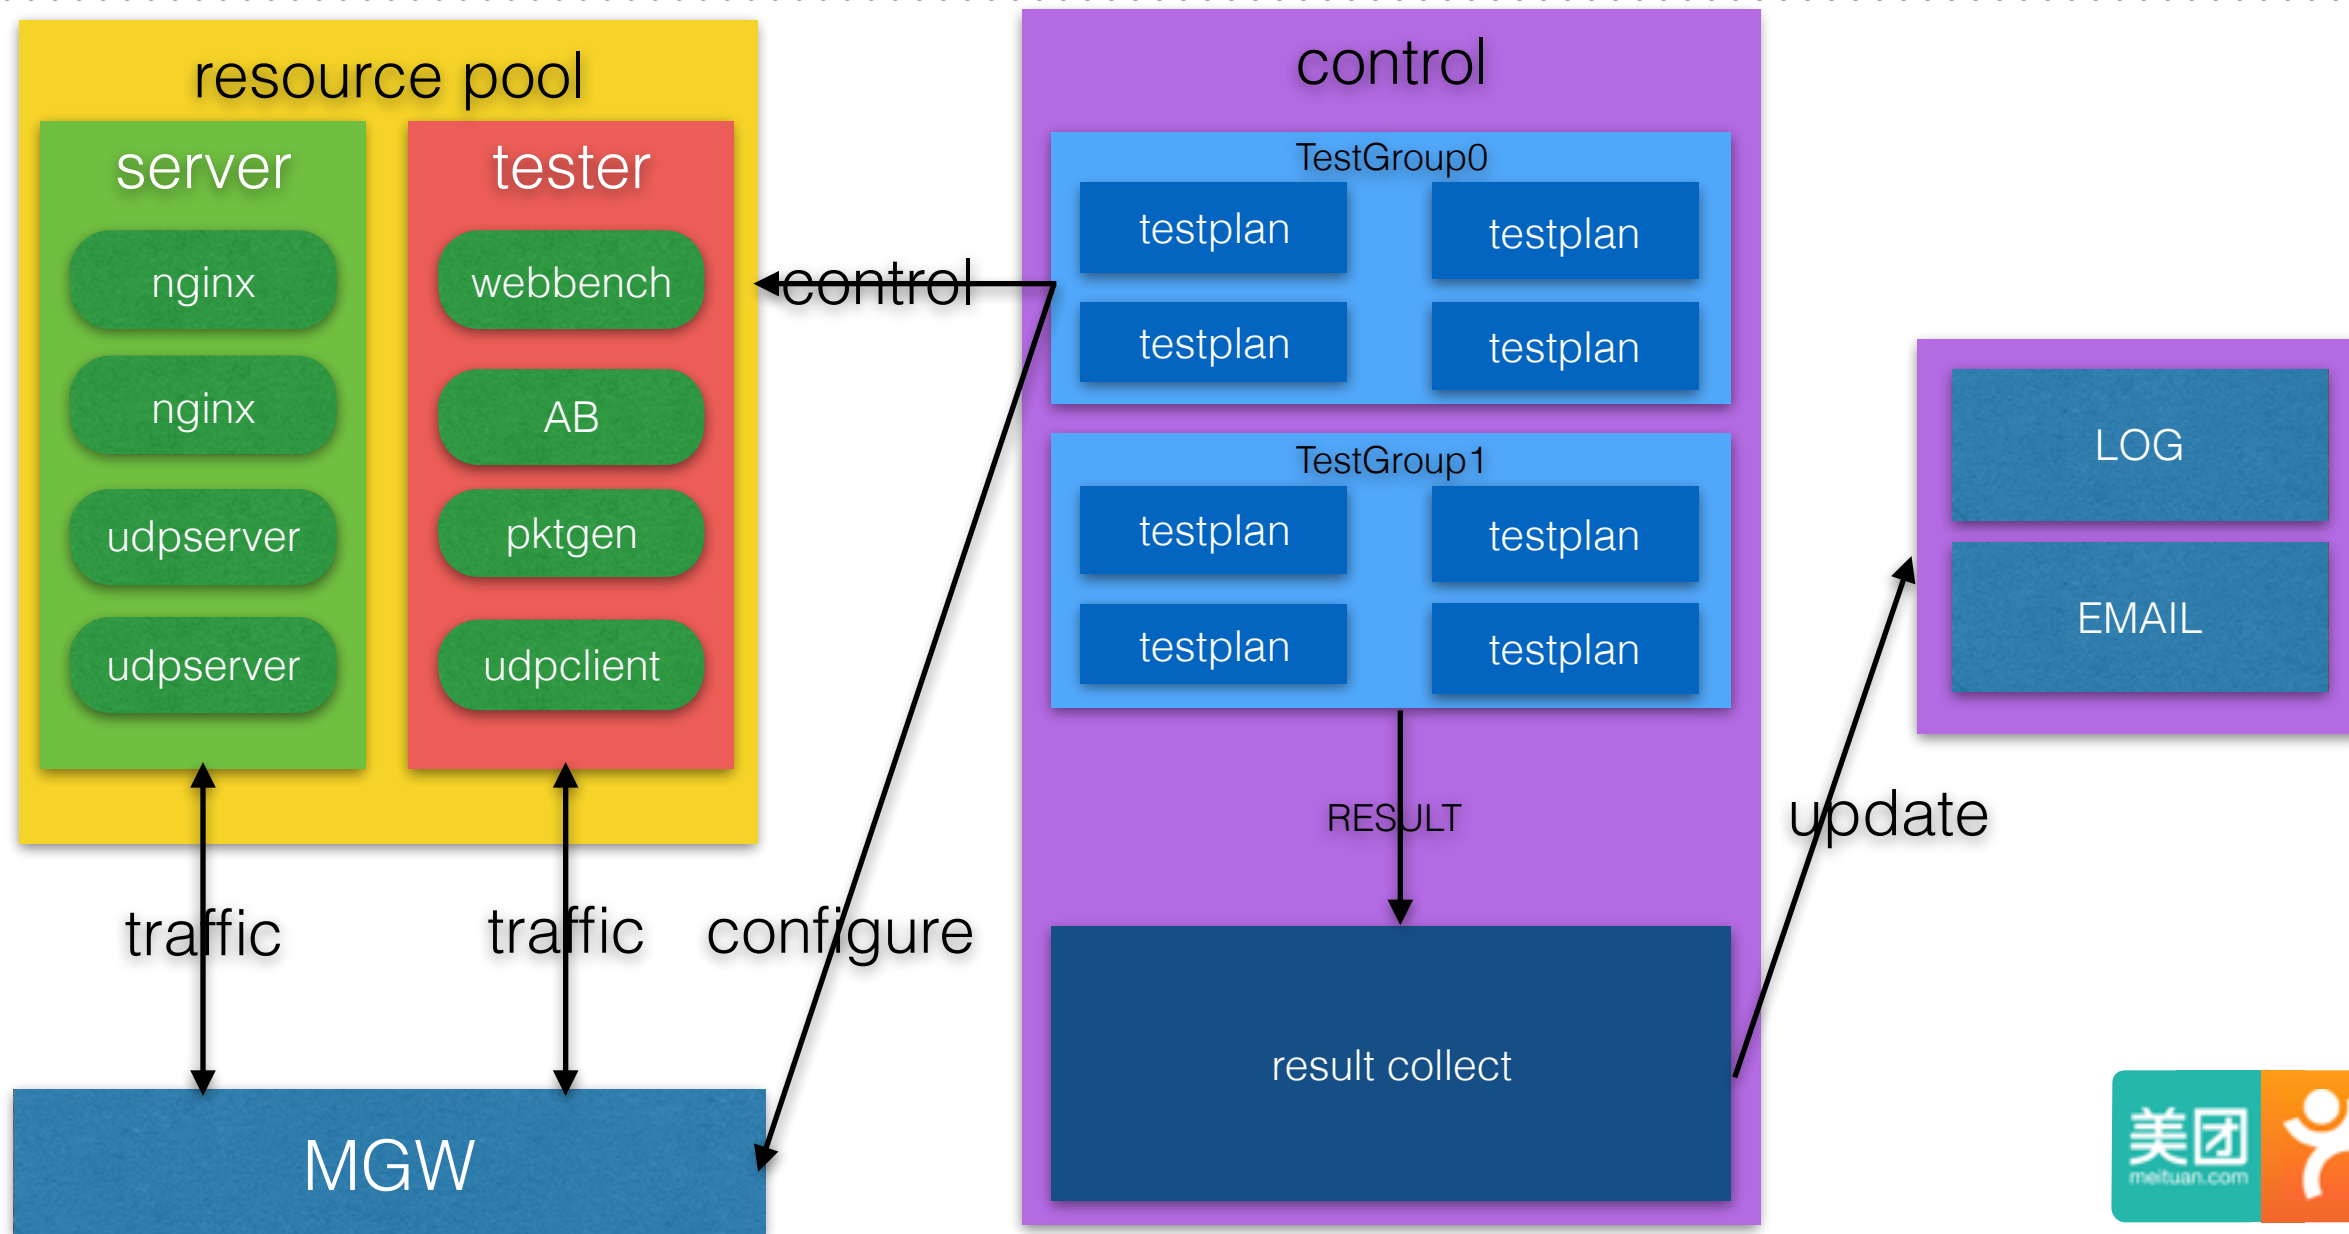 resource pool
server
nginx
nginx
udpserver
udpserver
tester
webbench
AB
pktgen
udpclient
traffic
traffic
MGW
control
configure
control
TestGroup0
testplan
testplan
testplan
testplan
TestGroup1
testplan
testplan
testplan
testplan
RESULT
result collect
update
LOG
EMAIL
美团
meituan.com